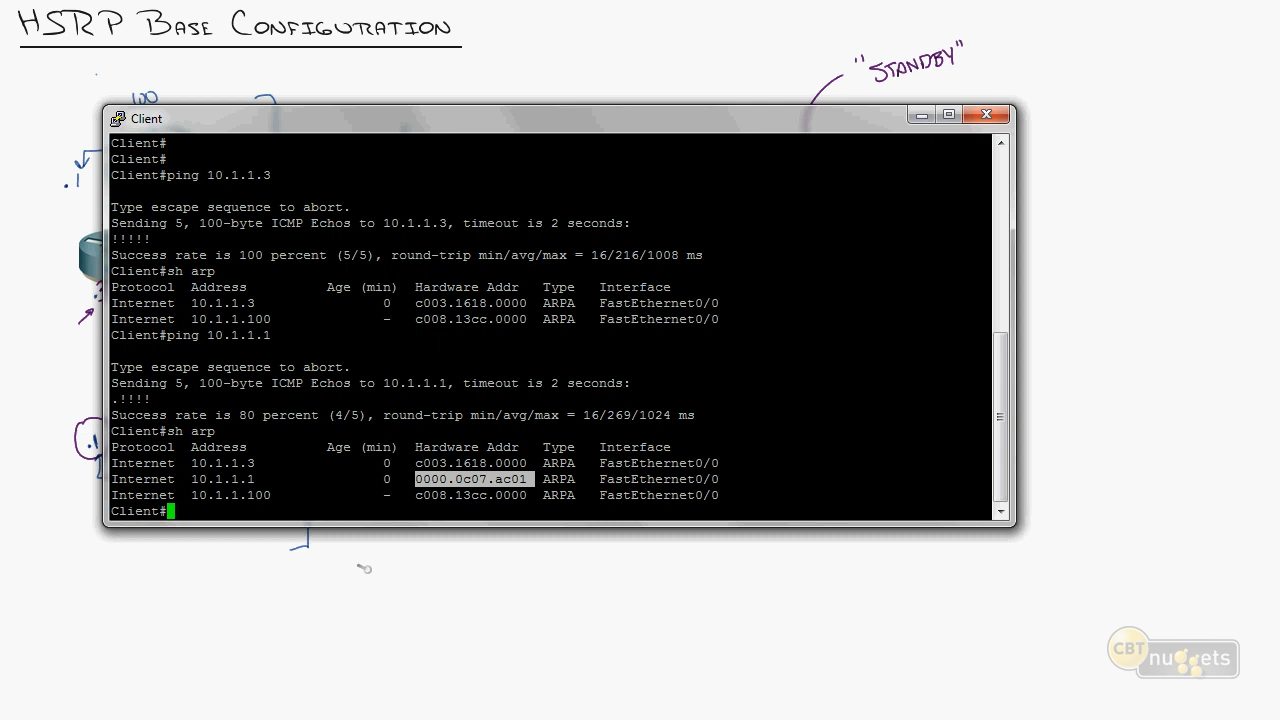 HSRP BASE CONFIGURATION
"STANDBY"
100
.1
Client
Client#
Client#
Client#ping 10.1.1.3
Type escape sequence to abort.
Sending 5, 100-byte ICMP Echos to 10.1.1.3, timeout is 2 seconds:
!!!!!
Success rate is 100 percent (5/5), round-trip min/avg/max = 16/216/1008 ms
Client#sh arp
Protocol Address Age (min) Hardware Addr Type Interface
Internet 10.1.1.3 0 c003.1618.0000 ARPA FastEthernet0/0
Internet 10.1.1.100 - c008.13cc.0000 ARPA FastEthernet0/0
Client#ping 10.1.1.1
Type escape sequence to abort.
Sending 5, 100-byte ICMP Echos to 10.1.1.1, timeout is 2 seconds:
.!!!!
Success rate is 80 percent (4/5), round-trip min/avg/max = 16/269/1024 ms
Client#sh arp
Protocol Address Age (min) Hardware Addr Type Interface
Internet 10.1.1.3 0 c003.1618.0000 ARPA FastEthernet0/0
Internet 10.1.1.1 0 0000.0c07.ac01 ARPA FastEthernet0/0
Internet 10.1.1.100 - c008.13cc.0000 ARPA FastEthernet0/0
Client#
.1
CBT nuggets